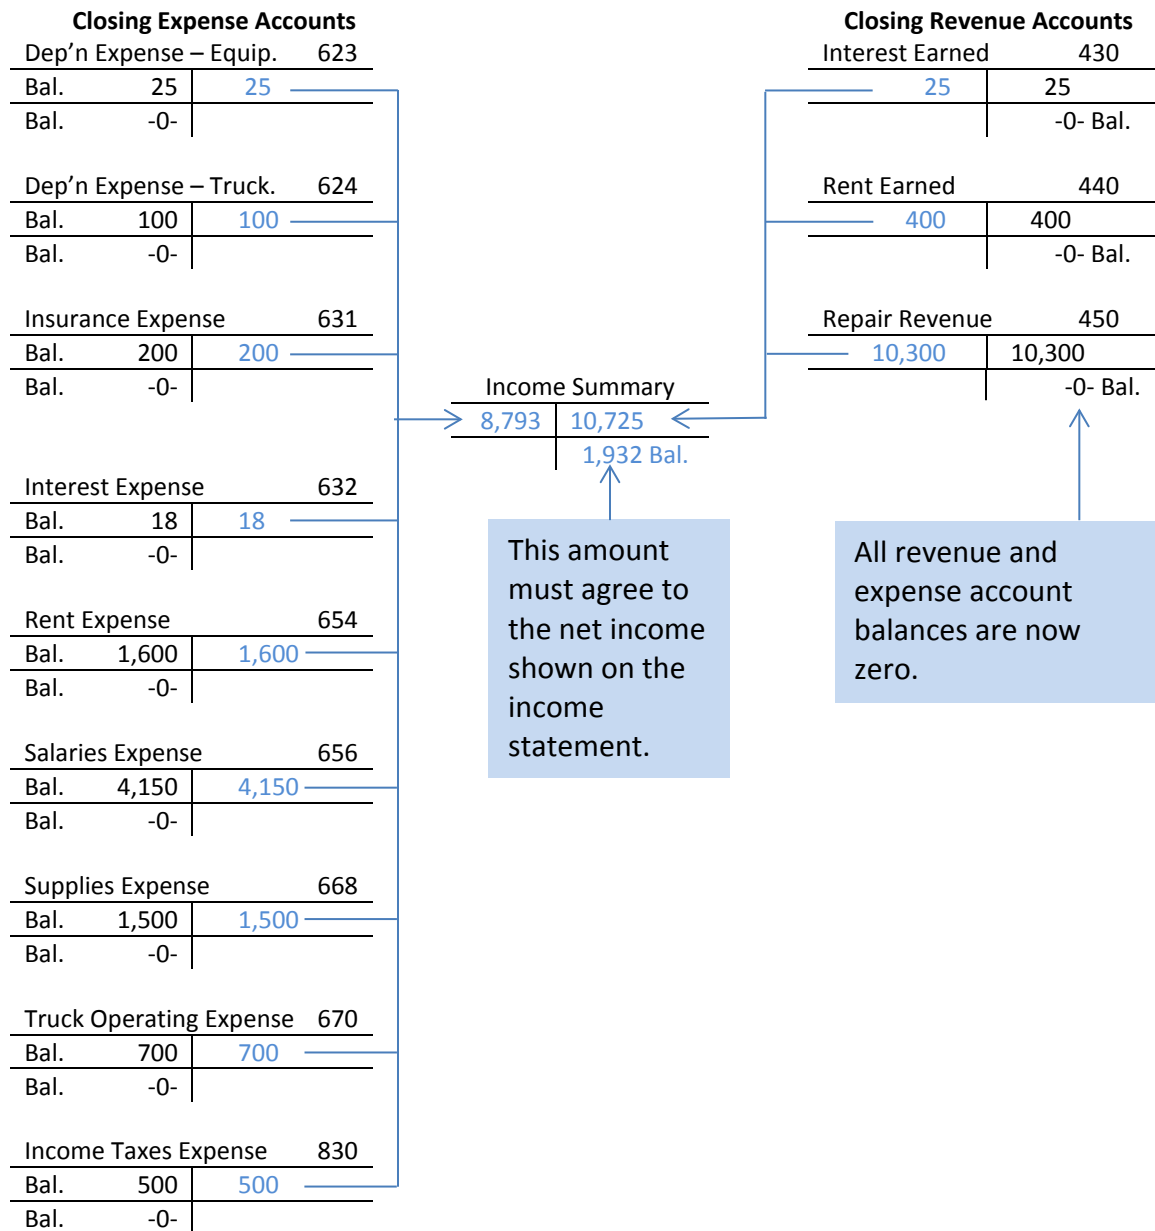 Closing Expense Accounts
Dep’n Expense – Equip. 623
Bal. 25 25
Bal. -0-
Dep’n Expense – Truck. 624
Bal. 100 100
Bal. -0-
Insurance Expense 631
Bal. 200 200
Bal. -0-
Interest Expense 632
Bal. 18 18
Bal. -0-
Rent Expense 654
Bal. 1,600 1,600
Bal. -0-
Salaries Expense 656
Bal. 4,150 4,150
Bal. -0-
Supplies Expense 668
Bal. 1,500 1,500
Bal. -0-
Truck Operating Expense 670
Bal. 700 700
Bal. -0-
Income Taxes Expense 830
Bal. 500 500
Bal. -0-
Income Summary
8,793 10,725
1,932 Bal.
This amount
must agree to
the net income
shown on the
income
statement.
Closing Revenue Accounts
Interest Earned 430
25 25
-0- Bal.
Rent Earned 440
400 400
-0- Bal.
Repair Revenue 450
10,300 10,300
-0- Bal.
All revenue and
expense account
balances are now
zero.